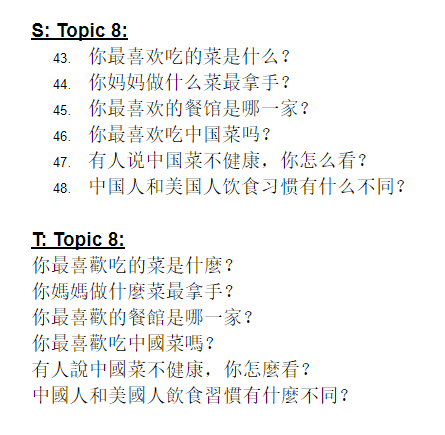 S: Topic 8:
43. 你最喜欢吃的菜是什么？
44. 你妈妈做什么菜最拿手？
45. 你最喜欢的餐馆是哪一家？
46. 你最喜欢吃中国菜吗？
47. 有人说中国菜不健康，你怎么看？
48. 中国人和美国人饮食习惯有什么不同？
T: Topic 8:
你最喜歡吃的菜是什麼？
你媽媽做什麼菜最拿手？
你最喜歡的餐館是哪一家？
你最喜歡吃中國菜嗎？
有人說中國菜不健康，你怎麼看？
中國人和美國人飲食習慣有什麼不同？